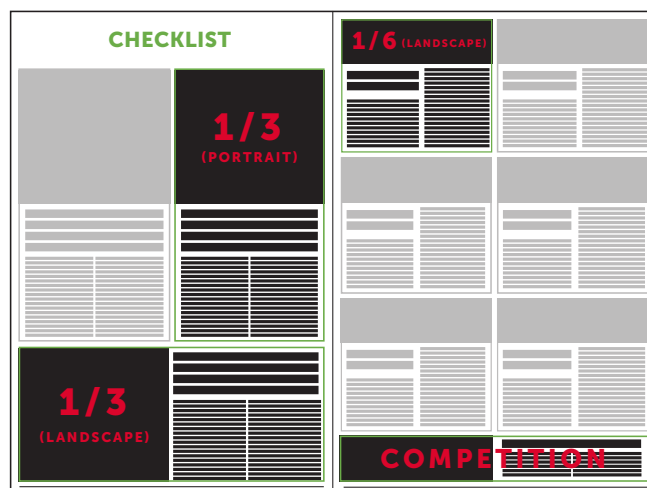 CHECKLIST
1/3
(PORTRAIT)
1/3
(LANDSCAPE)
1/6 (LANDSCAPE)
COMPETITION